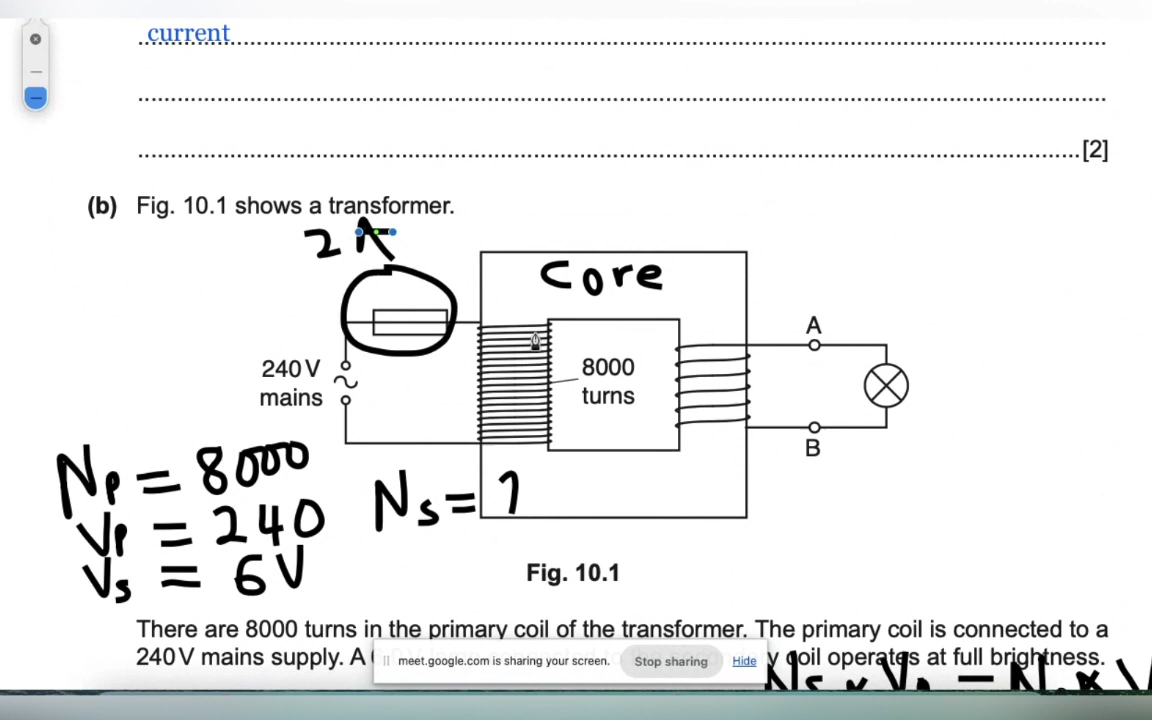 current
[2]
(b) Fig. 10.1 shows a transformer.
2 A
Core
A
240 V
mains
8000
turns
B
Np = 8000
Vp = 240
Vs = 6V
Ns = ?
Fig. 10.1
There are 8000 turns in the primary coil of the transformer. The primary coil is connected to a
240 V mains supply. A
meet.google.com is sharing your screen.
Stop sharing
Hide
coil operates at full brightness.